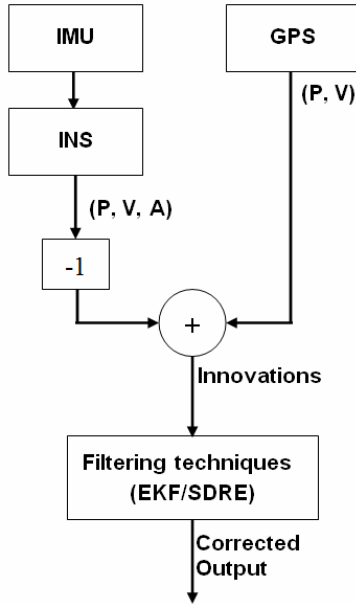 IMU
GPS
(P, V)
INS
(P, V, A)
-1
+
Innovations
Filtering techniques
(EKF/SDRE)
Corrected
Output